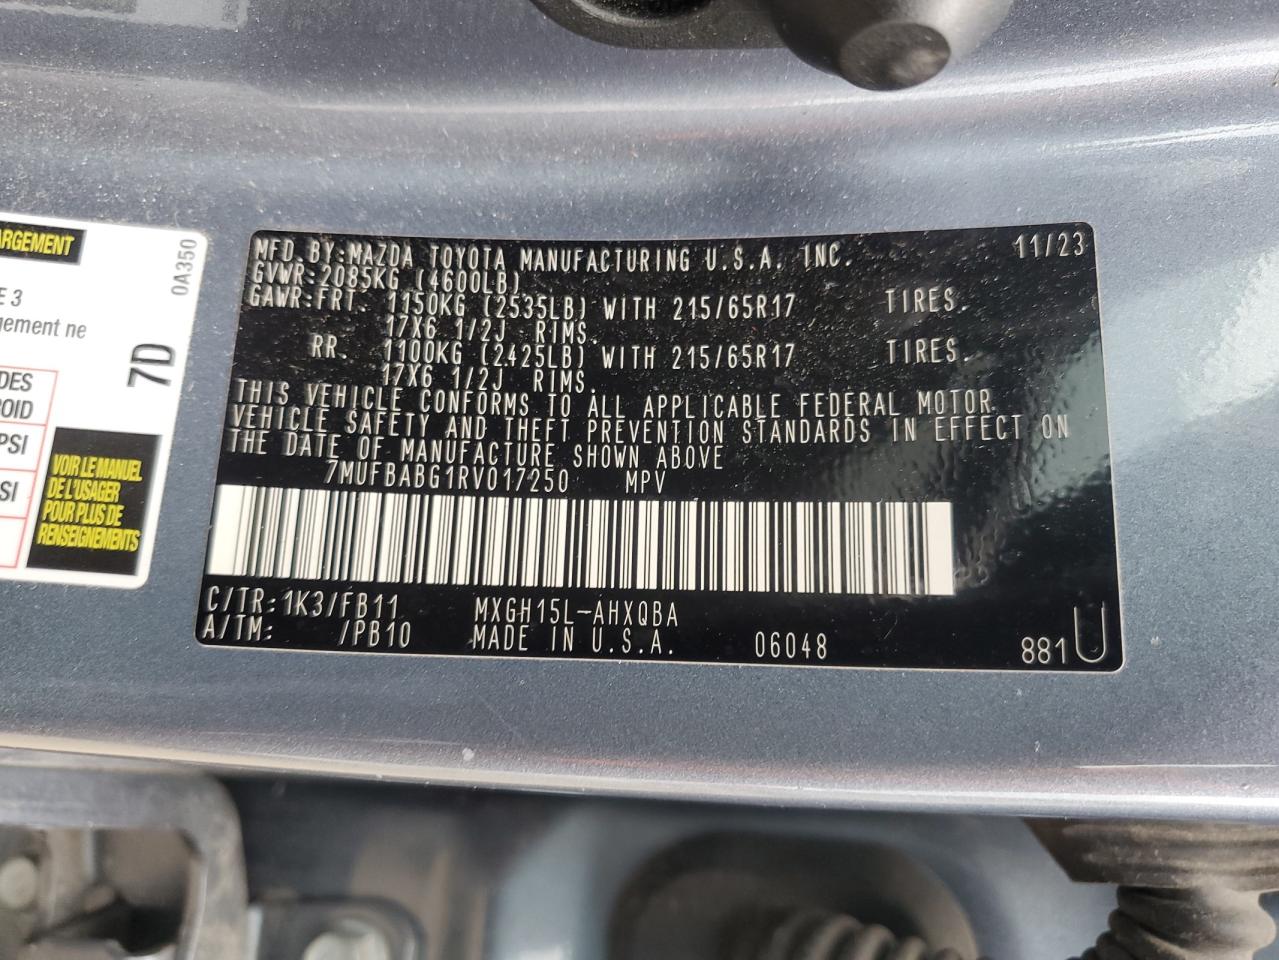 ARGEMENT
E 3
gement ne
DES
ROID
PSI
SI
VOIR LE MANUEL
DE L'USAGER
POUR PLUS DE
RENSEIGNEMENTS
0A350
7D
MFD. BY:MAZDA TOYOTA MANUFACTURING U.S.A. INC. 11/23
GVWR:2085KG (4600LB)
GAWR:FRT. 1150KG (2535LB) WITH 215/65R17 TIRES.
17X6 1/2J RIMS.
RR. 1100KG (2425LB) WITH 215/65R17 TIRES.
17X6 1/2J RIMS.
THIS VEHICLE CONFORMS TO ALL APPLICABLE FEDERAL MOTOR
VEHICLE SAFETY AND THEFT PREVENTION STANDARDS IN EFFECT ON
THE DATE OF MANUFACTURE SHOWN ABOVE
7MUFBABG1RV017250 MPV
C/TR:1K3/FB11 MXGH15L-AHXQBA
A/TM: /PB10 MADE IN U.S.A. 06048 881U